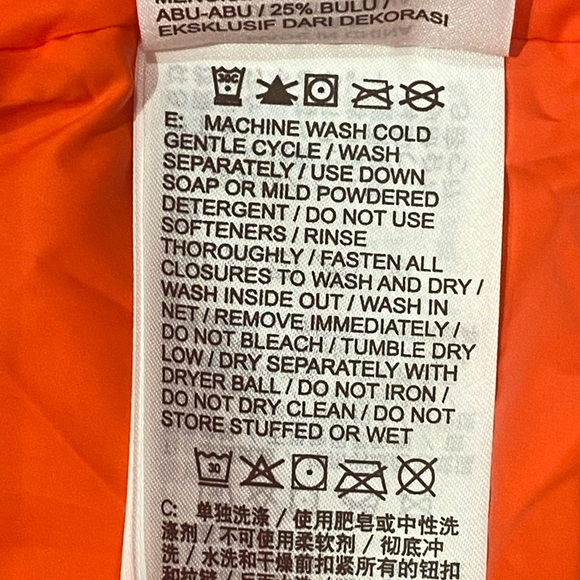 ABU-ABU / 25% BULU /
EKSKLUSIF DARI DEKORASI
30C
E: MACHINE WASH COLD
GENTLE CYCLE / WASH
SEPARATELY / USE DOWN
SOAP OR MILD POWDERED
DETERGENT / DO NOT USE
SOFTENERS / RINSE
THOROUGHLY / FASTEN ALL
CLOSURES TO WASH AND DRY /
WASH INSIDE OUT / WASH IN
NET / REMOVE IMMEDIATELY /
DO NOT BLEACH / TUMBLE DRY
LOW / DRY SEPARATELY WITH
DRYER BALL / DO NOT IRON /
DO NOT DRY CLEAN / DO NOT
STORE STUFFED OR WET
30
C: 单独洗涤 / 使用肥皂或中性洗
涤剂 / 不可使用柔软剂 / 彻底冲
洗 / 水洗和干燥前扣紧所有的钮扣